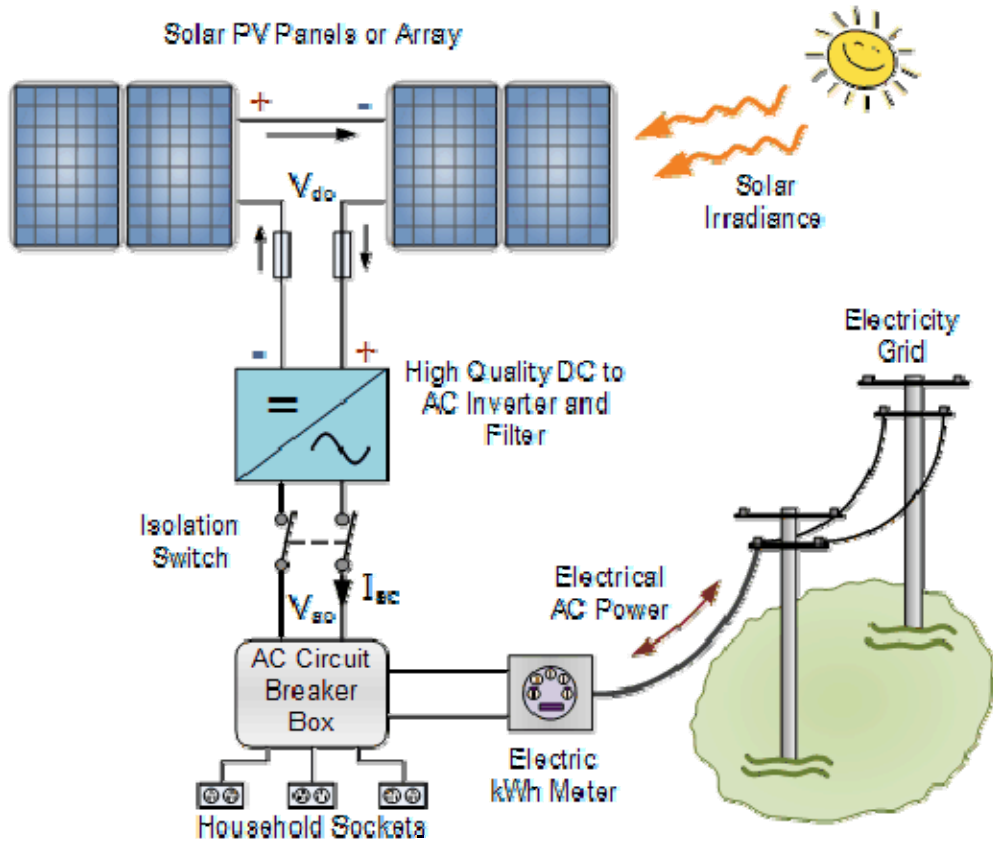 Solar PV Panels or Array
+ -
Vdc
Solar
Irradiance
- +
High Quality DC to
AC Inverter and
Filter
Electricity
Grid
Isolation
Switch
Iac
Vac
Electrical
AC Power
AC Circuit
Breaker
Box
Electric
kWh Meter
Household Sockets